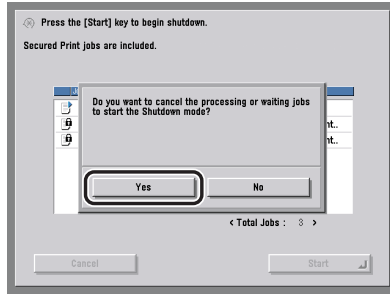 Press the [Start] key to begin shutdown.
Secured Print jobs are included.
Do you want to cancel the processing or waiting jobs
to start the Shutdown mode?
nt..
nt..
Yes
No
< Total Jobs : 3 >
Cancel
Start